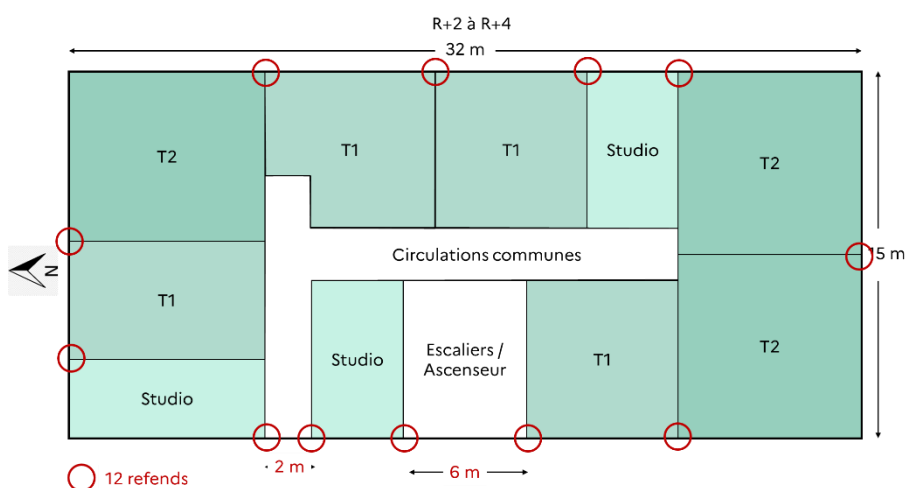 R+2 à R+4
32 m
T2
T1
T1
Studio
T2
Circulations communes
15 m
N
T1
Studio
Escaliers /
Ascenseur
T1
T2
Studio
2 m
6 m
12 refends